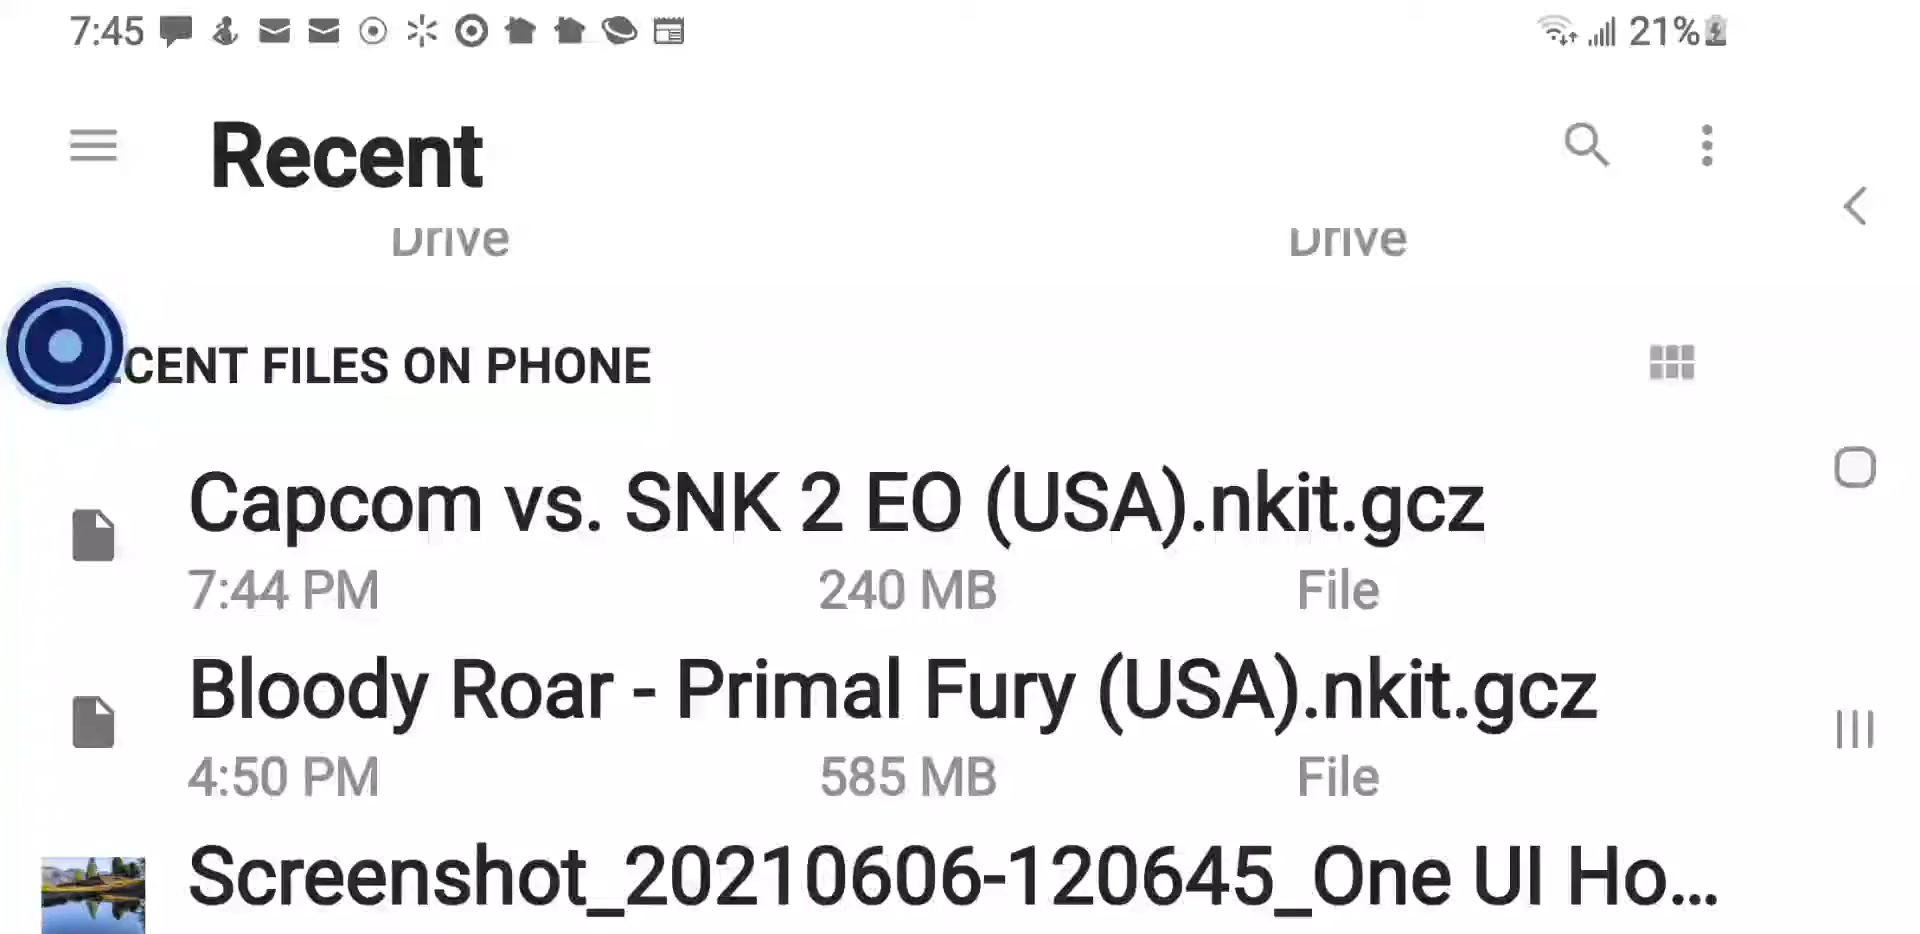 7:45
21%
Recent
Drive Drive
CENT FILES ON PHONE
Capcom vs. SNK 2 EO (USA).nkit.gcz
7:44 PM 240 MB File
Bloody Roar - Primal Fury (USA).nkit.gcz
4:50 PM 585 MB File
Screenshot_20210606-120645_One UI Ho...